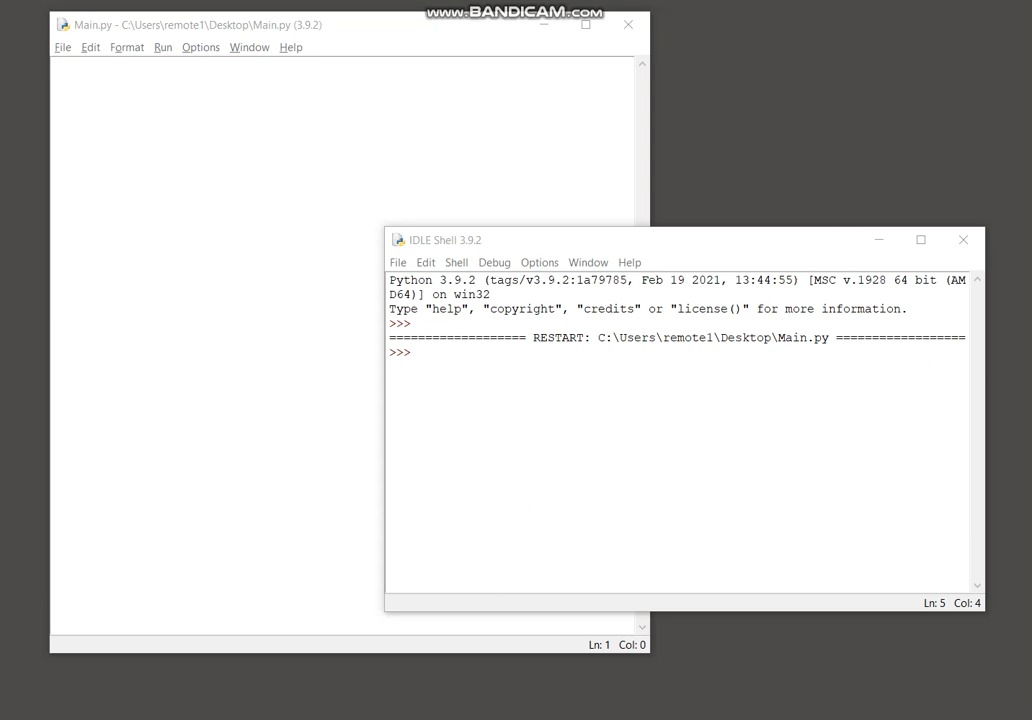 www.BANDICAM.com
Main.py - C:\Users\remote1\Desktop\Main.py (3.9.2)
File Edit Format Run Options Window Help
IDLE Shell 3.9.2
File Edit Shell Debug Options Window Help
Python 3.9.2 (tags/v3.9.2:1a79785, Feb 19 2021, 13:44:55) [MSC v.1928 64 bit (AM
D64)] on win32
Type "help", "copyright", "credits" or "license()" for more information.
>>>
=================== RESTART: C:\Users\remote1\Desktop\Main.py ==================
>>>
Ln: 5 Col: 4
Ln: 1 Col: 0